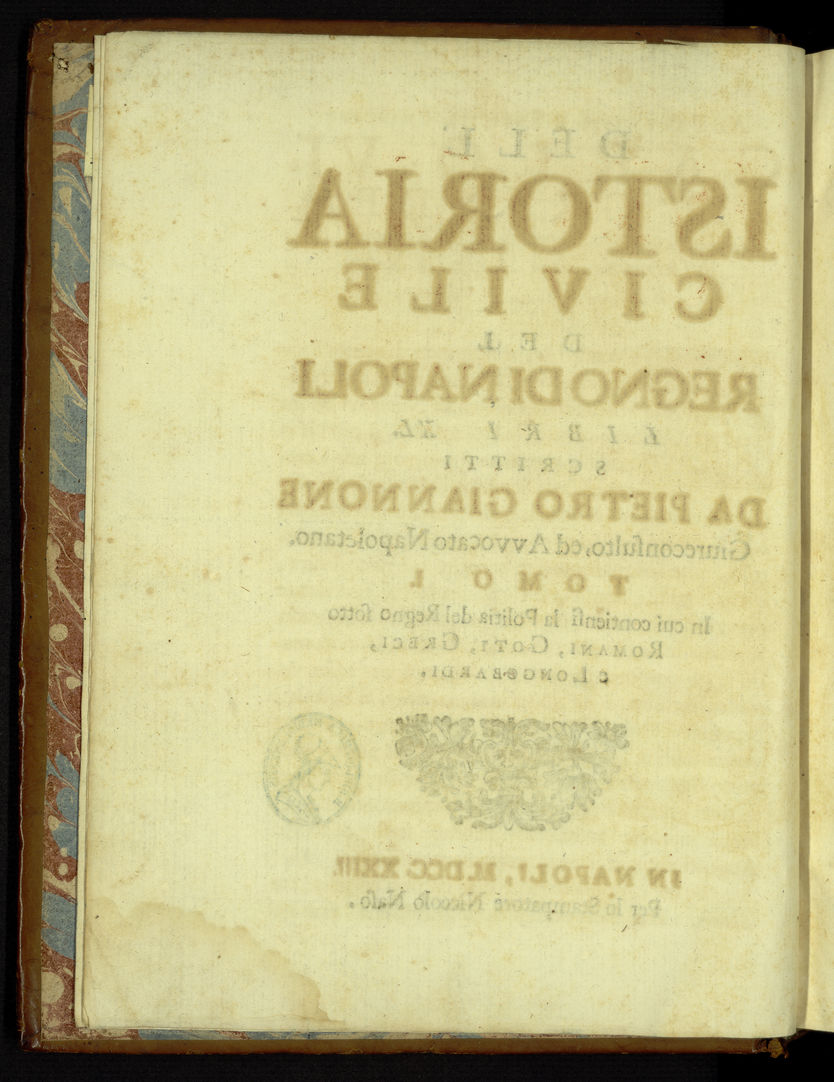 DELL'
ISTORIA
CIVILE
DEL
REGNO DI NAPOLI
LIBRI XL.
SCRITTI
DA PIETRO GIANNONE
Giureconſulto, ed Avvocato Napoletano.
TOMO I.
In cui contienſi la Politia del Regno ſotto
ROMANI, GOTI, GRECI,
e LONGOBARDI.
IN NAPOLI, M.DCC XXIII.
Per lo Stampatore Niccolò Naſo.